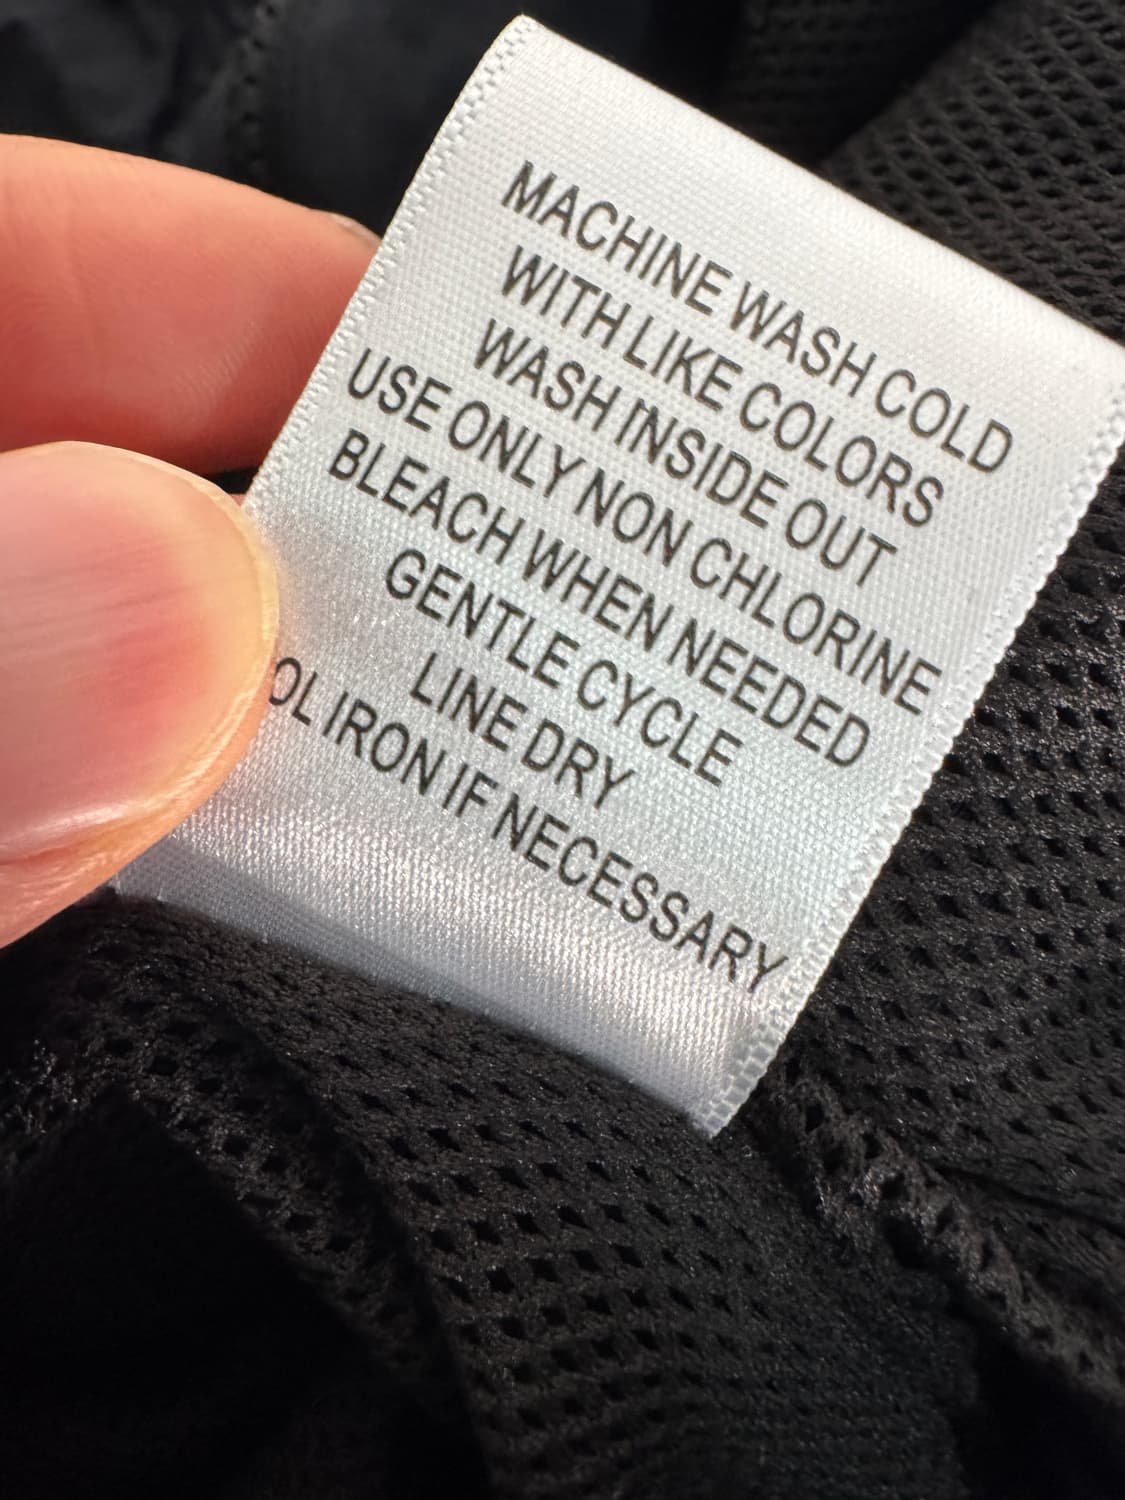 MACHINE WASH COLD
WITH LIKE COLORS
WASH INSIDE OUT
USE ONLY NON CHLORINE
BLEACH WHEN NEEDED
GENTLE CYCLE
LINE DRY
OL IRON IF NECESSARY